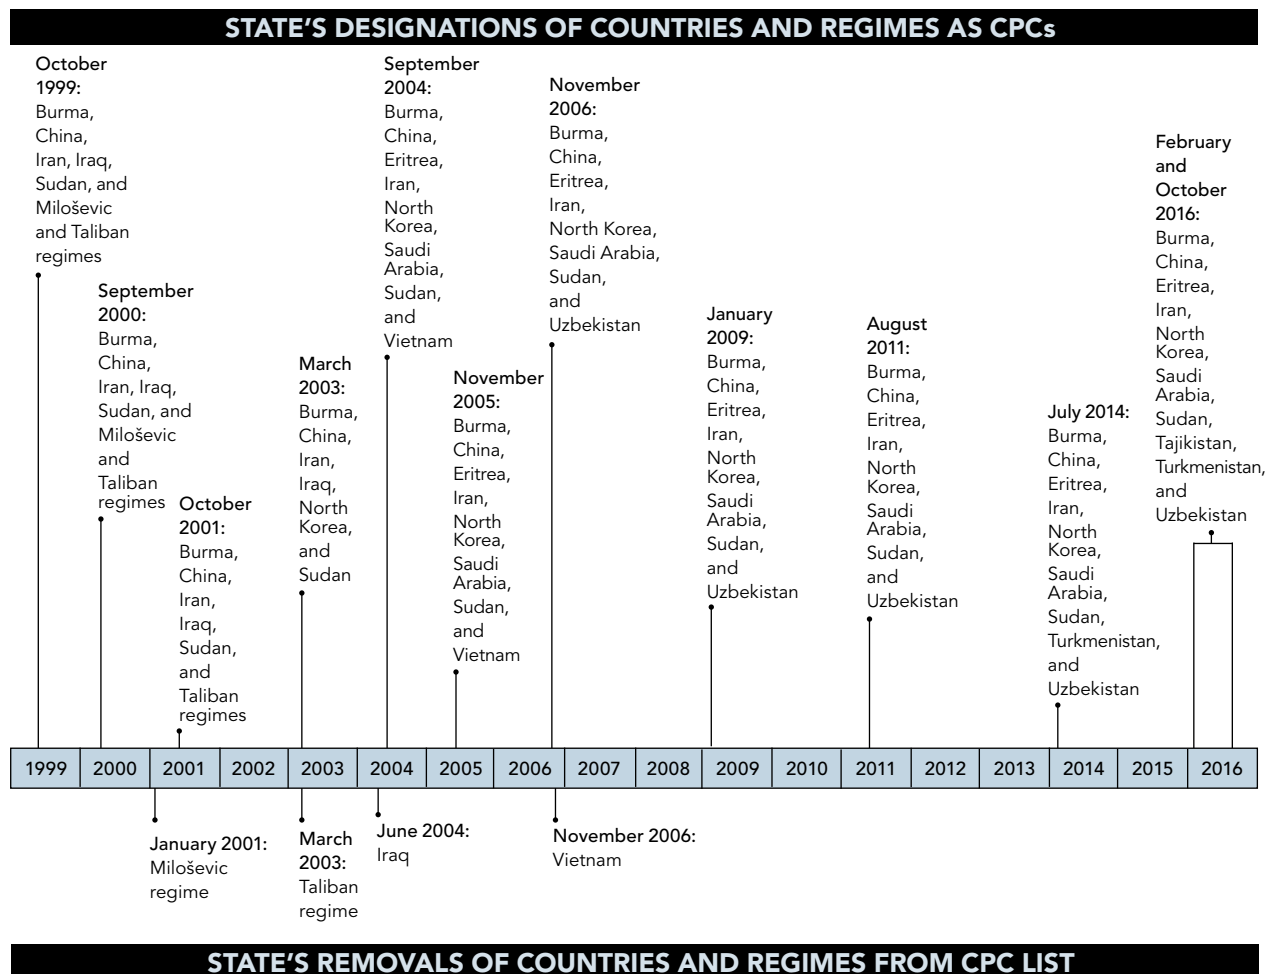 STATE'S DESIGNATIONS OF COUNTRIES AND REGIMES AS CPCs
October
1999:
Burma,
China,
Iran, Iraq,
Sudan, and
Miloševic
and Taliban
regimes
September
2000:
Burma,
China,
Iran, Iraq,
Sudan, and
Miloševic
and
Taliban
regimes
October
2001:
Burma,
China,
Iran,
Iraq,
Sudan,
and
Taliban
regimes
March
2003:
Burma,
China,
Iran,
Iraq,
North
Korea,
and
Sudan
September
2004:
Burma,
China,
Eritrea,
Iran,
North
Korea,
Saudi
Arabia,
Sudan,
and
Vietnam
November
2005:
Burma,
China,
Eritrea,
Iran,
North
Korea,
Saudi
Arabia,
Sudan,
and
Vietnam
November
2006:
Burma,
China,
Eritrea,
Iran,
North Korea,
Saudi Arabia,
Sudan,
and
Uzbekistan
January
2009:
Burma,
China,
Eritrea,
Iran,
North
Korea,
Saudi
Arabia,
Sudan,
and
Uzbekistan
August
2011:
Burma,
China,
Eritrea,
Iran,
North
Korea,
Saudi
Arabia,
Sudan,
and
Uzbekistan
July 2014:
Burma,
China,
Eritrea,
Iran,
North
Korea,
Saudi
Arabia,
Sudan,
Turkmenistan,
and
Uzbekistan
February
and
October
2016:
Burma,
China,
Eritrea,
Iran,
North
Korea,
Saudi
Arabia,
Sudan,
Tajikistan,
Turkmenistan,
and
Uzbekistan
1999 2000 2001 2002 2003 2004 2005 2006 2007 2008 2009 2010 2011 2012 2013 2014 2015 2016
January 2001:
Miloševic
regime
March
2003:
Taliban
regime
June 2004:
Iraq
November 2006:
Vietnam
STATE'S REMOVALS OF COUNTRIES AND REGIMES FROM CPC LIST